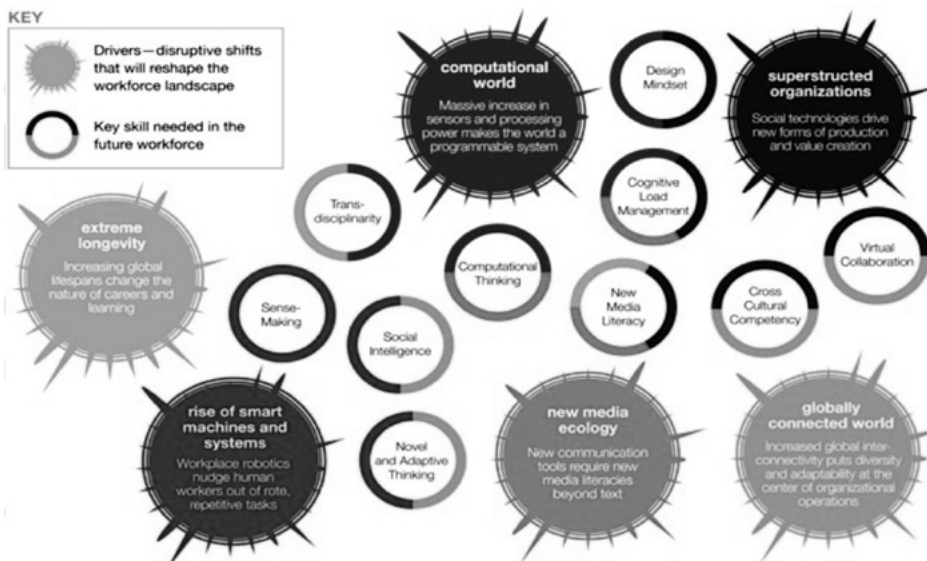 KEY
Drivers—disruptive shifts
that will reshape the
workforce landscape
Key skill needed in the
future workforce
computational
world
Massive increase in
sensors and processing
power makes the world a
programmable system
Design
Mindset
superstructed
organizations
Social technologies drive
new forms of production
and value creation
extreme
longevity
Increasing global
lifespans change the
nature of careers and
learning
Trans-
disciplinarity
Cognitive
Load
Management
Sense-
Making
Social
Intelligence
Computational
Thinking
New
Media
Literacy
Cross
Cultural
Competency
Virtual
Collaboration
rise of smart
machines and
systems
Workplace robotics
nudge human
workers out of rote,
repetitive tasks
Novel
and Adaptive
Thinking
new media
ecology
New communication
tools require new
media literacies
beyond text
globally
connected world
Increased global inter-
connectivity puts diversity
and adaptability at the
center of organizational
operations